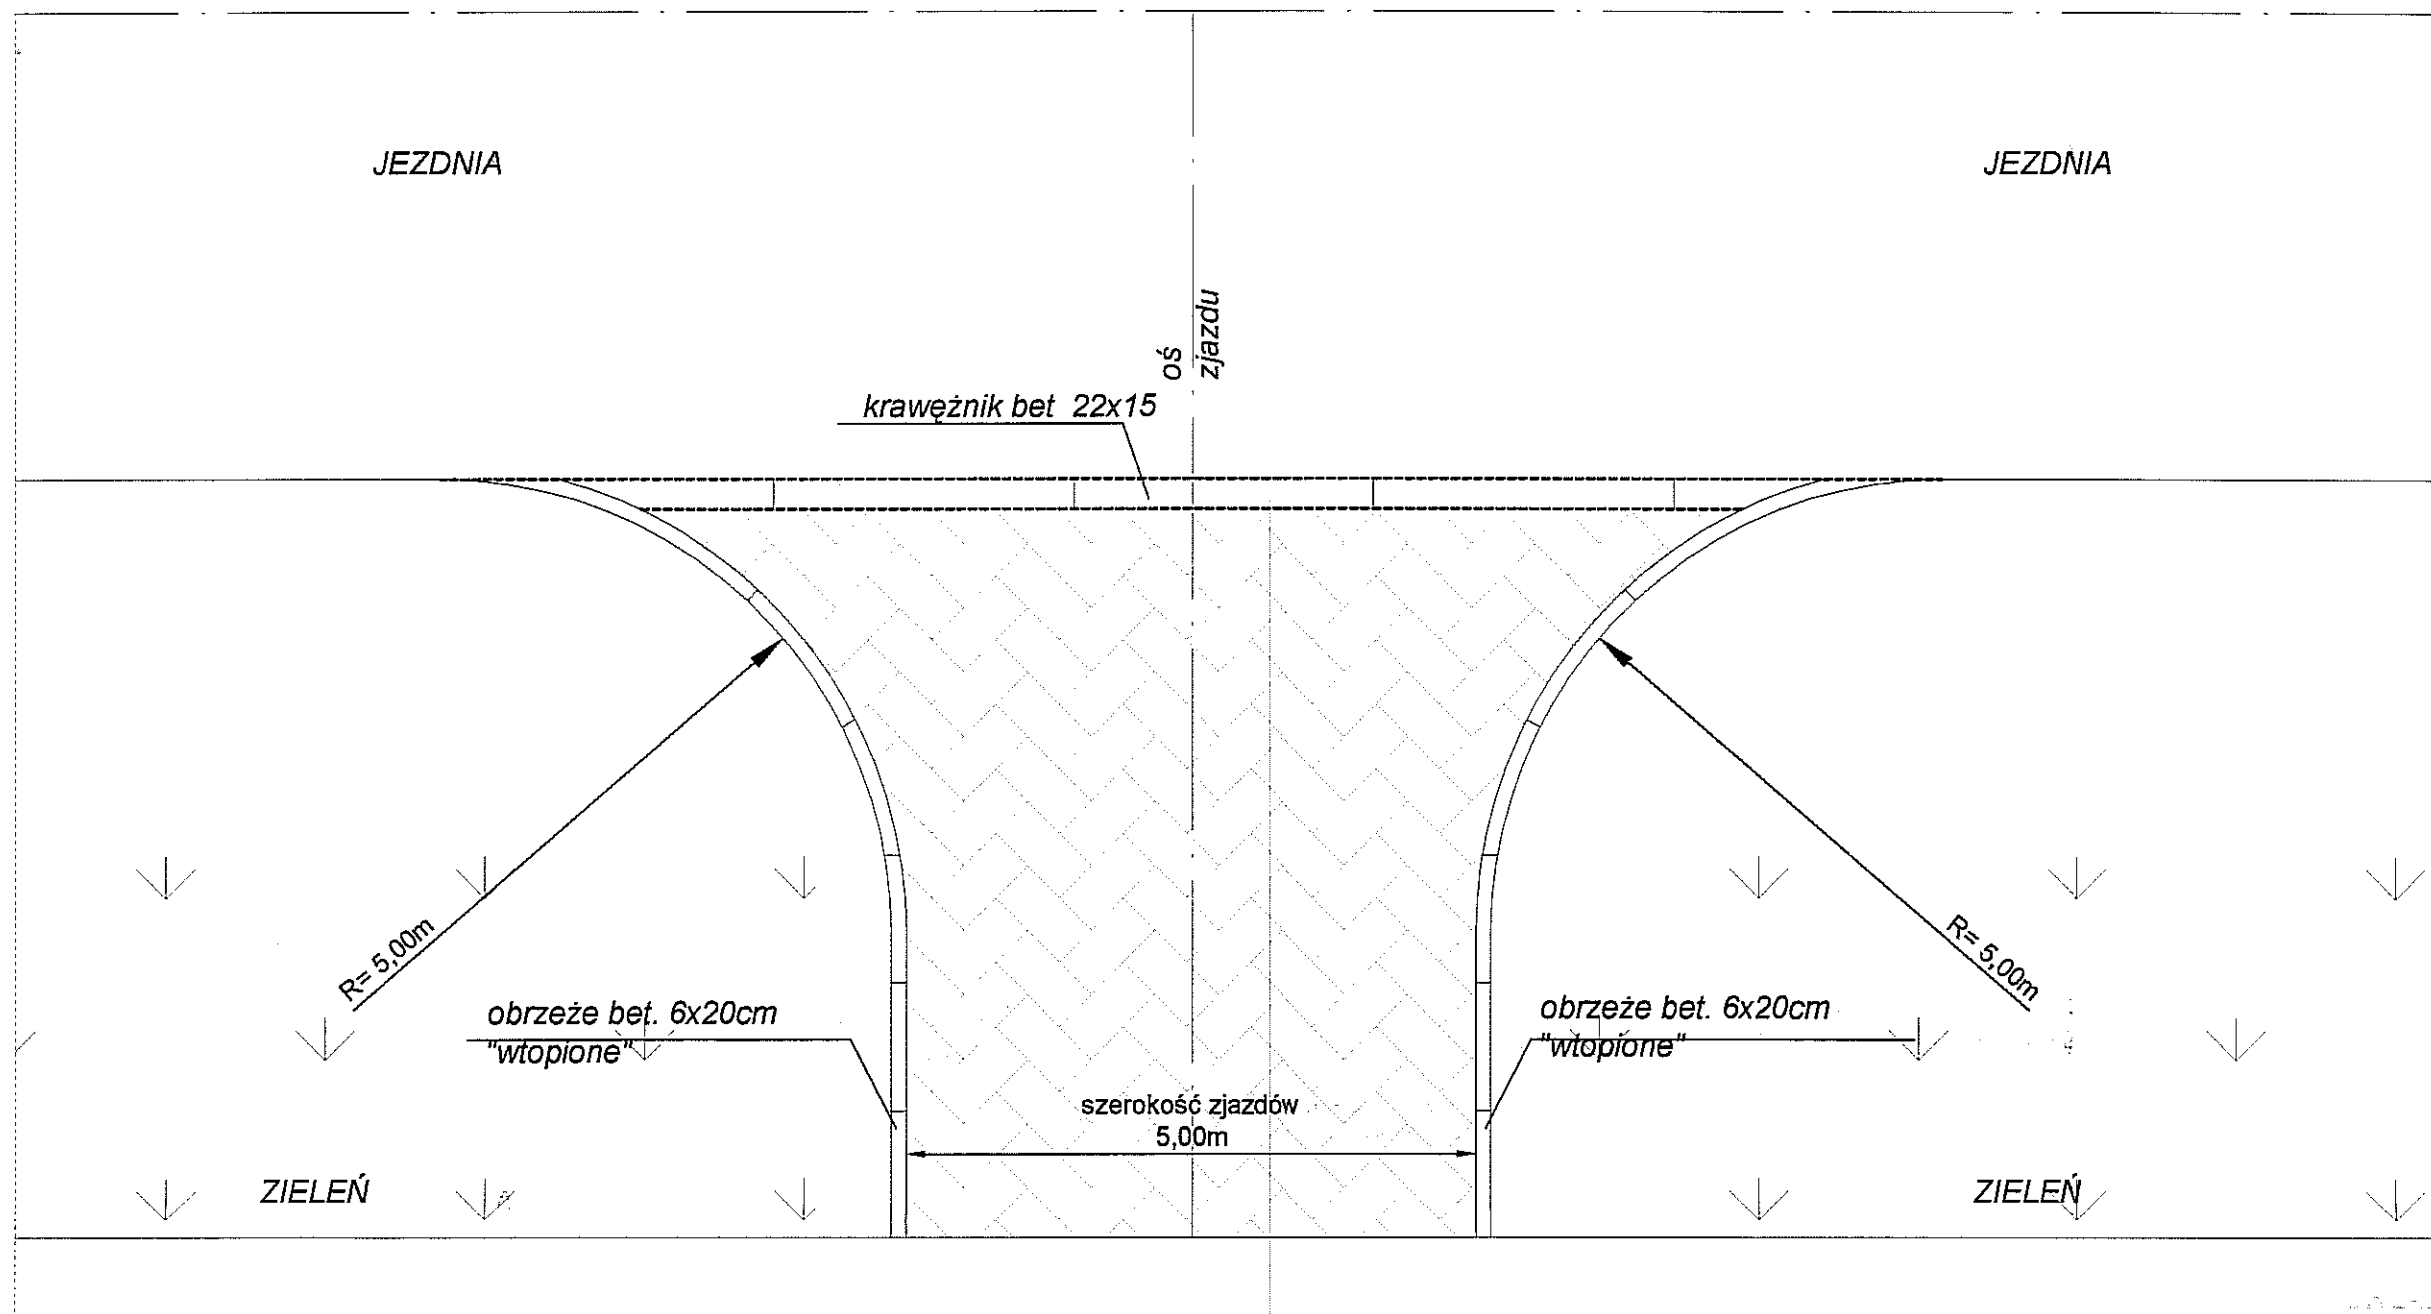 JEZDNIA
JEZDNIA
oś
zjazdu
krawężnik bet 22x15
R= 5,00m
R= 5,00m
obrzeże bet. 6x20cm
"wtopione"
obrzeże bet. 6x20cm
"wtopione"
szerokość zjazdów
5,00m
ZIELEŃ
ZIELEŃ